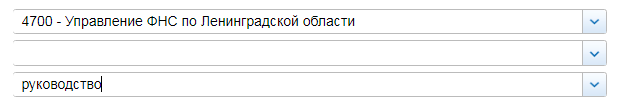 4700 - Управление ФНС по Ленинградской области
руководство